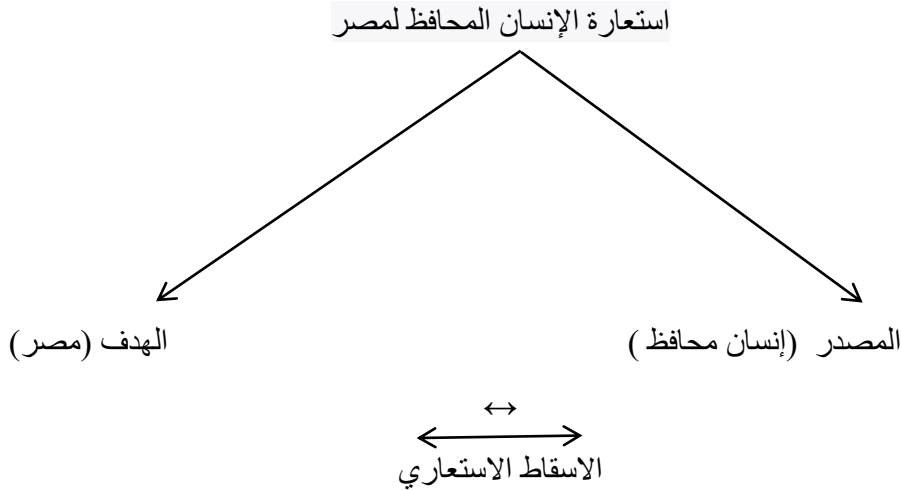 استعارة الإنسان المحافظ لمصر
المصدر (إنسان محافظ )
الهدف (مصر)
↔
الاسقاط الاستعاري